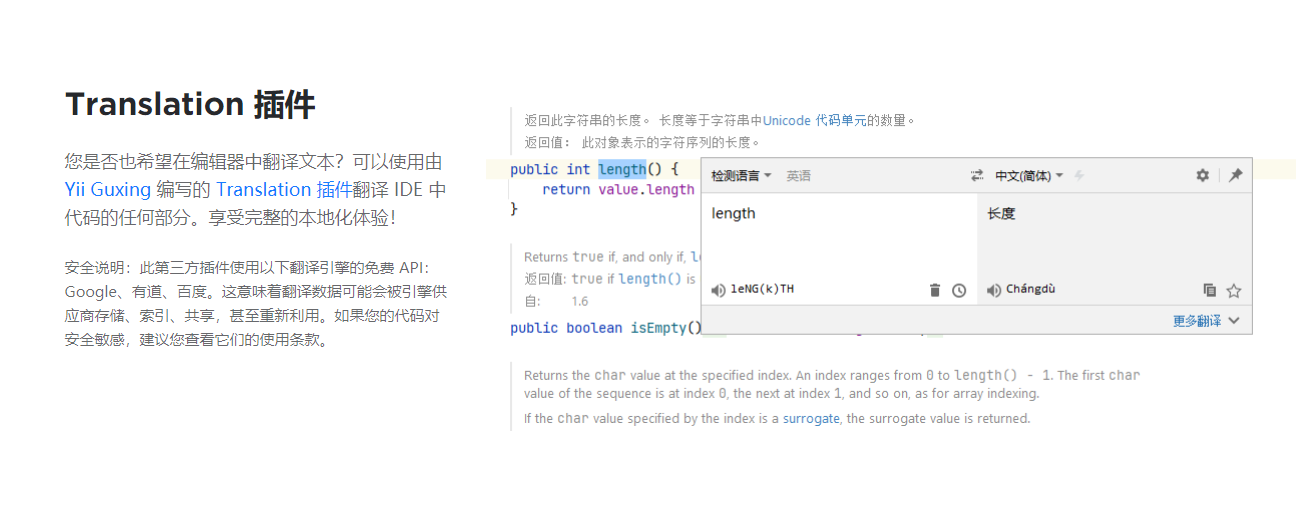 Translation 插件
您是否也希望在编辑器中翻译文本？可以使用由
Yii Guxing 编写的 Translation 插件翻译 IDE 中
代码的任何部分。享受完整的本地化体验！
安全说明：此第三方插件使用以下翻译引擎的免费 API：
Google、有道、百度。这意味着翻译数据可能会被引擎供
应商存储、索引、共享，甚至重新利用。如果您的代码对
安全敏感，建议您查看它们的使用条款。
返回此字符串的长度。 长度等于字符串中Unicode 代码单元的数量。
返回值： 此对象表示的字符序列的长度。
public int length() {
return value.length
}
检测语言 英语 中文(简体)
length 长度
leNG(k)TH Chángdù
更多翻译
Returns true if, and only if,
返回值: true if length() is
自: 1.6
public boolean isEmpty()
Returns the char value at the specified index. An index ranges from 0 to length() - 1. The first char
value of the sequence is at index 0, the next at index 1, and so on, as for array indexing.
If the char value specified by the index is a surrogate, the surrogate value is returned.